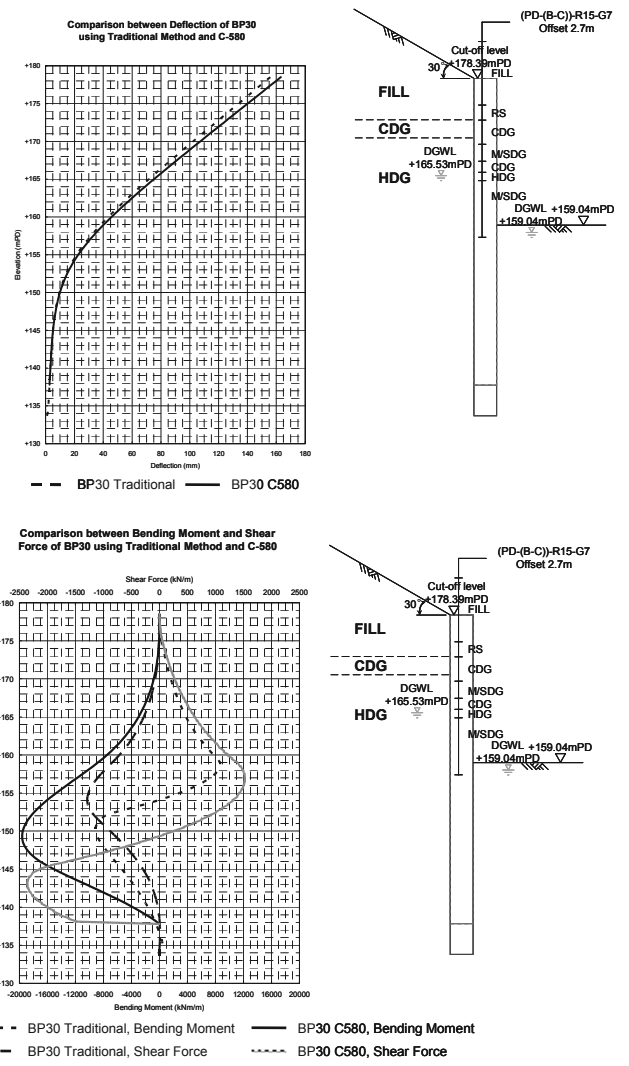 Comparison between Deflection of BP30
using Traditional Method and C-580
+180
+175
+170
+165
+160
+155
+150
+145
+140
+135
+130
Elevation (mPD)
0 20 40 60 80 100 120 140 160 180
Deflection (mm)
BP30 Traditional BP30 C580
(PD-(B-C))-R15-G7
Offset 2.7m
Cut-off level
+178.39mPD
30°
FILL
FILL
RS
CDG
CDG
DGWL
+165.53mPD
M/SDG
CDG
HDG
HDG
M/SDG
DGWL +159.04mPD
+159.04mPD
Comparison between Bending Moment and Shear
Force of BP30 using Traditional Method and C-580
Shear Force (kN/m)
-2500 -2000 -1500 -1000 -500 0 500 1000 1500 2000 2500
180
175
170
165
160
155
150
145
140
135
130
-20000 -16000 -12000 -8000 -4000 0 4000 8000 12000 16000 20000
Bending Moment (kNm/m)
BP30 Traditional, Bending Moment BP30 C580, Bending Moment
BP30 Traditional, Shear Force BP30 C580, Shear Force
(PD-(B-C))-R15-G7
Offset 2.7m
Cut-off level
+178.39mPD
30°
FILL
FILL
RS
CDG
CDG
DGWL
+165.53mPD
M/SDG
CDG
HDG
HDG
M/SDG
DGWL +159.04mPD
+159.04mPD